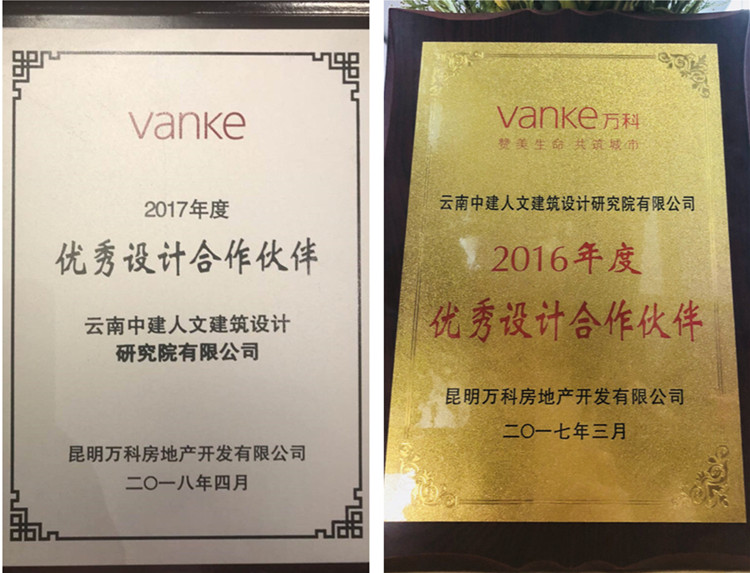 vanke
2017年度
优秀设计合作伙伴
云南中建人文建筑设计
研究院有限公司
昆明万科房地产开发有限公司
二〇一八年四月
vanke万科
赞美生命 共筑城市
云南中建人文建筑设计研究院有限公司
2016年度
优秀设计合作伙伴
昆明万科房地产开发有限公司
二〇一七年三月